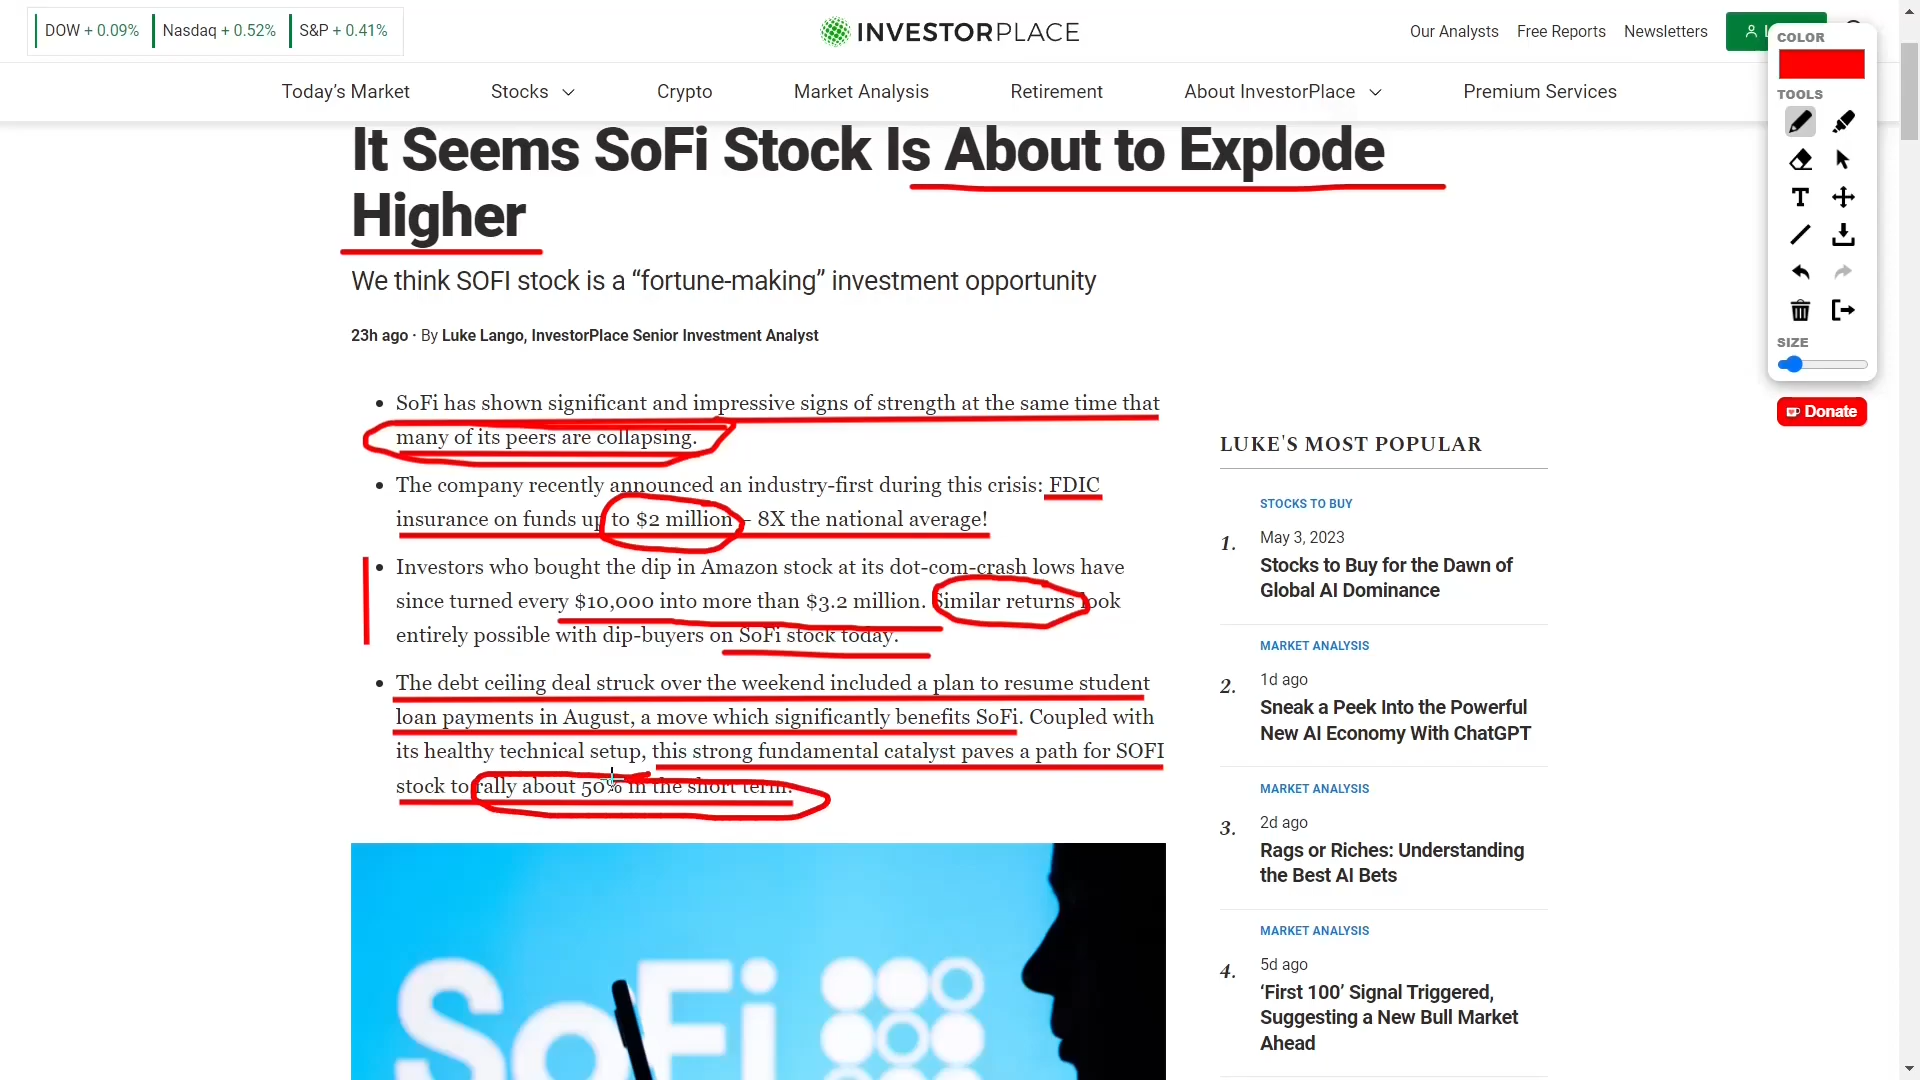 DOW + 0.09%
Nasdaq + 0.52%
S&P + 0.41%
INVESTORPLACE
Our Analysts
Free Reports
Newsletters
Today’s Market
Stocks
Crypto
Market Analysis
Retirement
About InvestorPlace
Premium Services
It Seems SoFi Stock Is About to Explode
Higher
We think SOFI stock is a “fortune-making” investment opportunity
23h ago · By Luke Lango, InvestorPlace Senior Investment Analyst
• SoFi has shown significant and impressive signs of strength at the same time that
many of its peers are collapsing.
• The company recently announced an industry-first during this crisis: FDIC
insurance on funds up to $2 million – 8X the national average!
• Investors who bought the dip in Amazon stock at its dot-com-crash lows have
since turned every $10,000 into more than $3.2 million. Similar returns look
entirely possible with dip-buyers on SoFi stock today.
• The debt ceiling deal struck over the weekend included a plan to resume student
loan payments in August, a move which significantly benefits SoFi. Coupled with
its healthy technical setup, this strong fundamental catalyst paves a path for SOFI
stock to rally about 50% in the short term.
SoFi
LUKE'S MOST POPULAR
STOCKS TO BUY
1.
May 3, 2023
Stocks to Buy for the Dawn of
Global AI Dominance
MARKET ANALYSIS
2.
1d ago
Sneak a Peek Into the Powerful
New AI Economy With ChatGPT
MARKET ANALYSIS
3.
2d ago
Rags or Riches: Understanding
the Best AI Bets
MARKET ANALYSIS
4.
5d ago
‘First 100’ Signal Triggered,
Suggesting a New Bull Market
Ahead
COLOR
TOOLS
T
SIZE
Donate